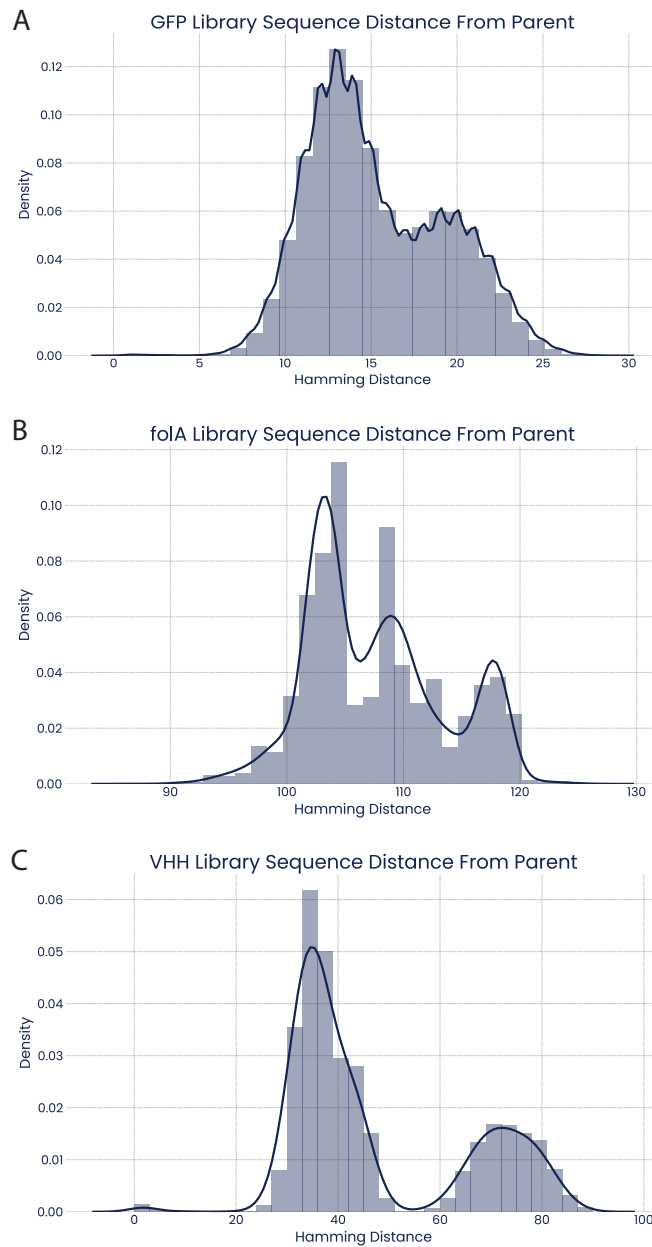 A
GFP Library Sequence Distance From Parent
0.12
0.10
0.08
0.06
0.04
0.02
0.00
Density
0 5 10 15 20 25 30
Hamming Distance
B
folA Library Sequence Distance From Parent
0.12
0.10
0.08
0.06
0.04
0.02
0.00
Density
90 100 110 120 130
Hamming Distance
C
VHH Library Sequence Distance From Parent
0.06
0.05
0.04
0.03
0.02
0.01
0.00
Density
0 20 40 60 80 100
Hamming Distance